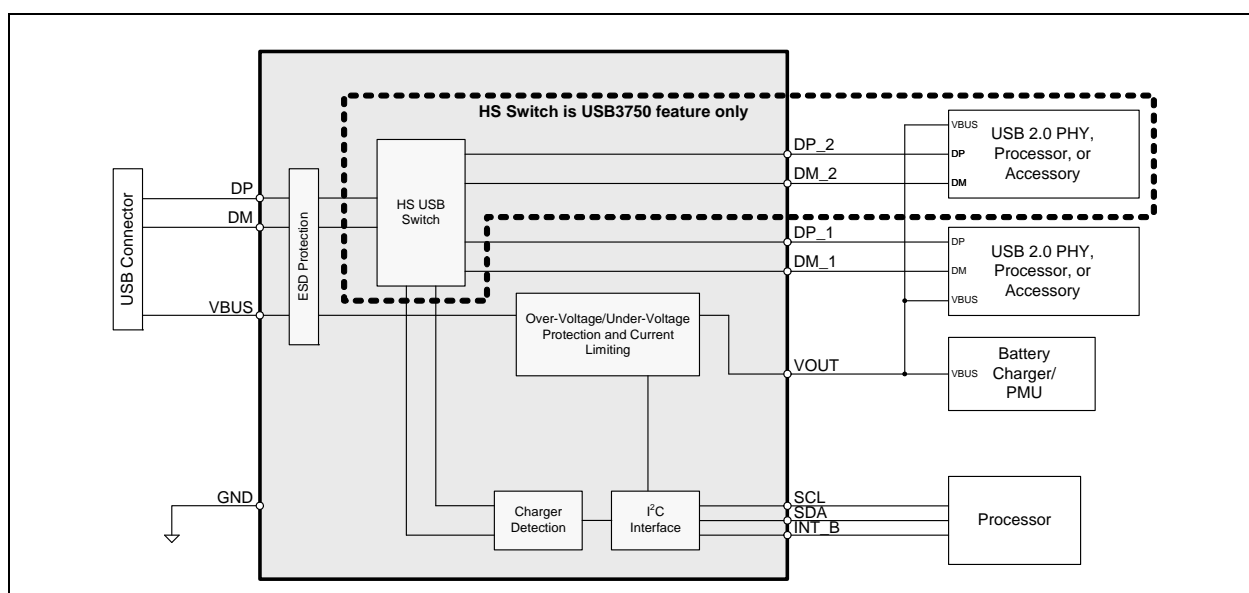 HS Switch is USB3750 feature only
USB Connector
DP
DM
VBUS
GND
ESD Protection
HS USB
Switch
DP_2
DM_2
DP_1
DM_1
VBUS
DP
DM
USB 2.0 PHY,
Processor, or
Accessory
DP
DM
VBUS
USB 2.0 PHY,
Processor, or
Accessory
Over-Voltage/Under-Voltage
Protection and Current
Limiting
VOUT
VBUS
Battery
Charger/
PMU
Charger
Detection
I²C
Interface
SCL
SDA
INT_B
Processor